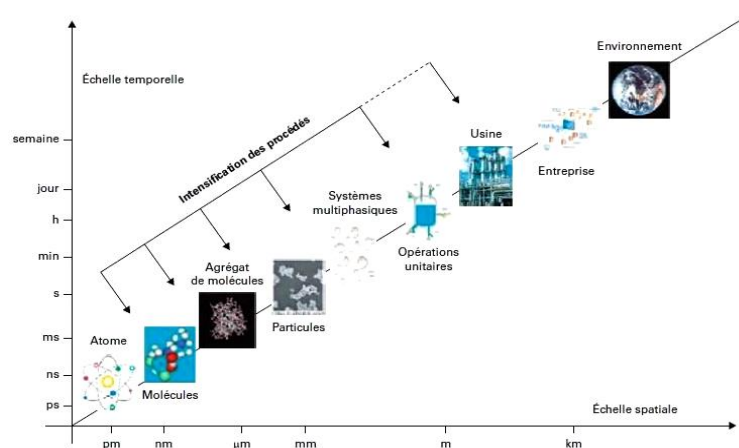 Environnement
Échelle temporelle
Usine
semaine
Intensification des procédés
Entreprise
jour
Systèmes
multiphasiques
h
Opérations
unitaires
min
Agrégat
de molécules
s
Particules
ms
Atome
ns
Molécules
ps
Échelle spatiale
pm
nm
µm
mm
m
km